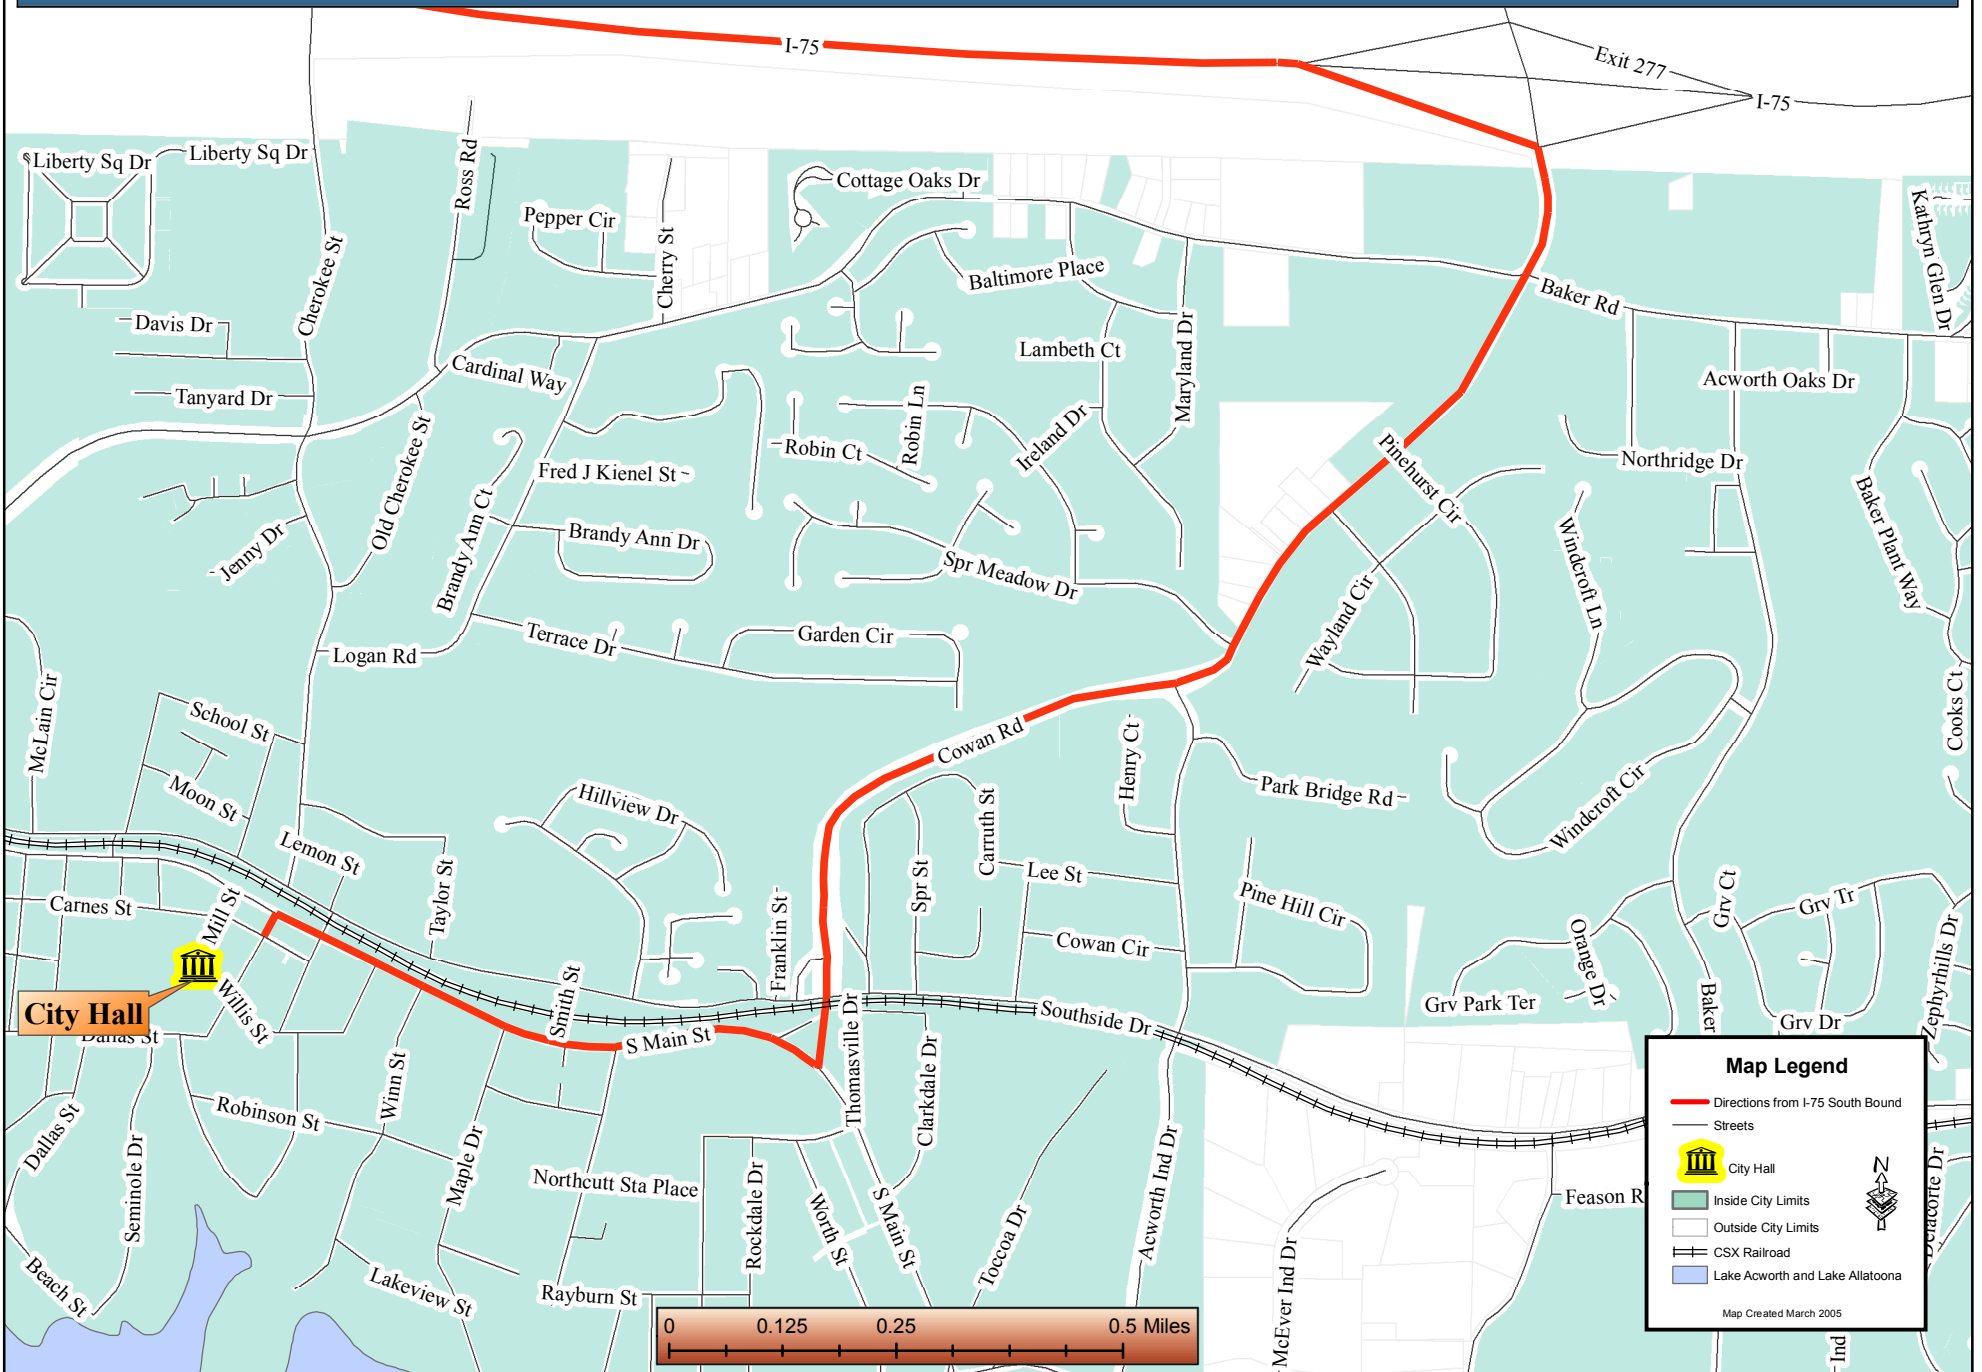 I-75
Exit 277
I-75
Liberty Sq Dr
Liberty Sq Dr
Ross Rd
Cottage Oaks Dr
Pepper Cir
Cherry St
Kathryn Glen Dr
Cherokee St
Baltimore Place
Baker Rd
Davis Dr
Maryland Dr
Lambeth Ct
Cardinal Way
Acworth Oaks Dr
Tanyard Dr
Robin Ln
Ireland Dr
Old Cherokee St
Robin Ct
Pinehurst Cir
Northridge Dr
Fred J Kienel St
Baker Plant Way
Brandy Ann Ct
Brandy Ann Dr
Jenny Dr
Windcroft Ln
Spr Meadow Dr
Wayland Cir
Terrace Dr
Garden Cir
Logan Rd
McLain Cir
School St
Cooks Ct
Cowan Rd
Henry Ct
Moon St
Hillview Dr
Park Bridge Rd
Windcroft Cir
Carruth St
Lemon St
Taylor St
Spr St
Lee St
Pine Hill Cir
Grv Ct
Grv Tr
Carnes St
Mill St
Franklin St
Cowan Cir
Orange Dr
Zephyrhills Dr
City Hall
Willis St
Smith St
Thomasville Dr
Southside Dr
Grv Park Ter
Baker
Grv Dr
Dallas St
S Main St
Winn St
Clarkdale Dr
Robinson St
Dallas St
Seminole Dr
Maple Dr
Northcutt Sta Place
Rockdale Dr
Worth St
S Main St
Toccoa Dr
Acworth Ind Dr
McEver Ind Dr
Feason R
Delacorte Dr
Beach St
Lakeview St
Rayburn St
Ind
0 0.125 0.25 0.5 Miles
Map Legend
Directions from I-75 South Bound
Streets
City Hall
N
Inside City Limits
Outside City Limits
CSX Railroad
Lake Acworth and Lake Allatoona
Map Created March 2005